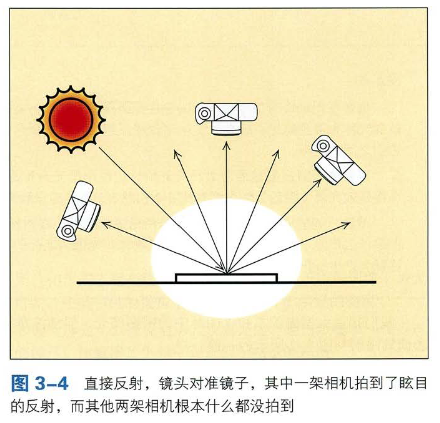 图 3-4 直接反射，镜头对准镜子，其中一架相机拍到了眩目
的反射，而其他两架相机根本什么都没拍到